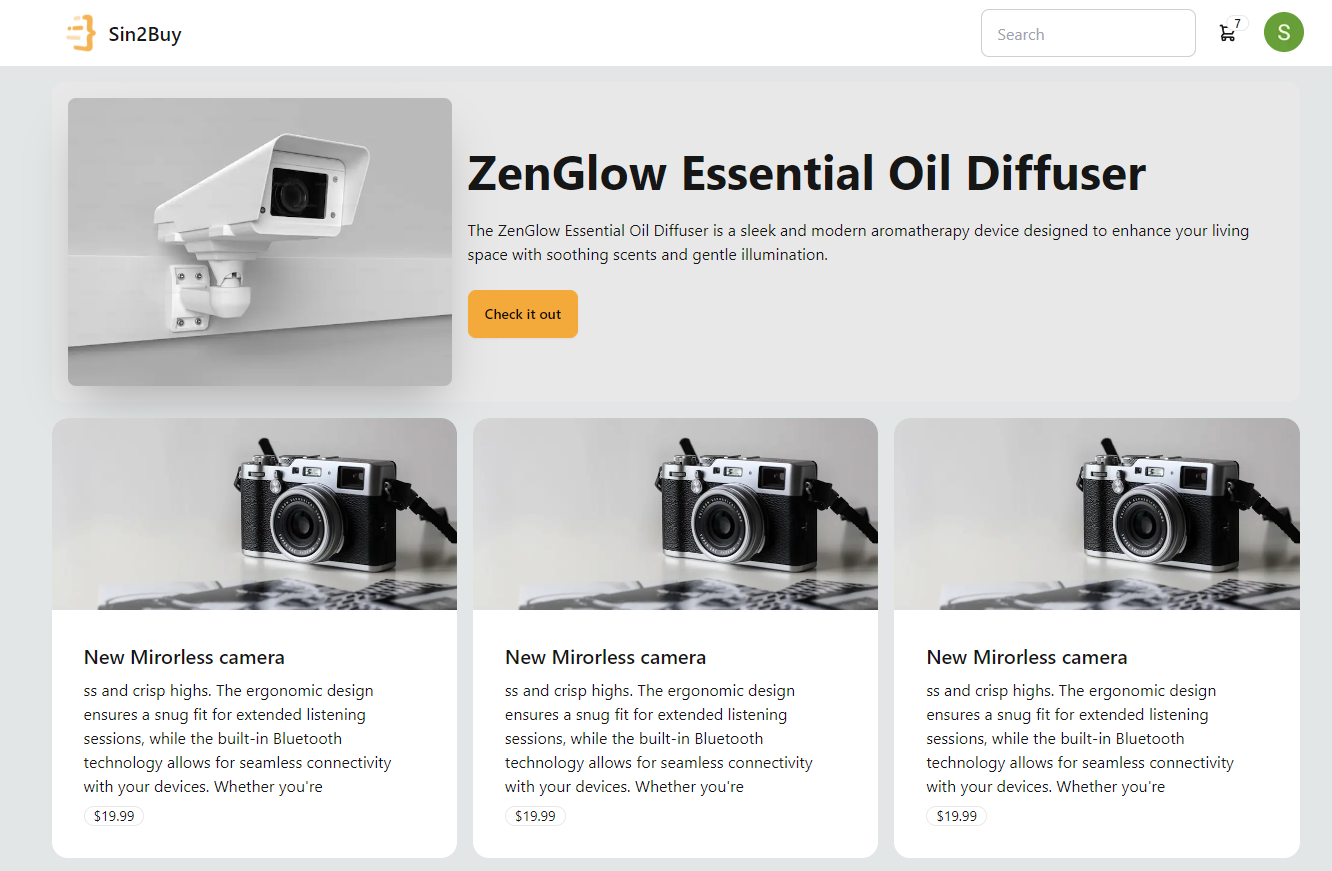 Sin2Buy
Search
7
S
ZenGlow Essential Oil Diffuser
The ZenGlow Essential Oil Diffuser is a sleek and modern aromatherapy device designed to enhance your living
space with soothing scents and gentle illumination.
Check it out
New Mirorless camera
ss and crisp highs. The ergonomic design
ensures a snug fit for extended listening
sessions, while the built-in Bluetooth
technology allows for seamless connectivity
with your devices. Whether you're
$19.99
New Mirorless camera
ss and crisp highs. The ergonomic design
ensures a snug fit for extended listening
sessions, while the built-in Bluetooth
technology allows for seamless connectivity
with your devices. Whether you're
$19.99
New Mirorless camera
ss and crisp highs. The ergonomic design
ensures a snug fit for extended listening
sessions, while the built-in Bluetooth
technology allows for seamless connectivity
with your devices. Whether you're
$19.99